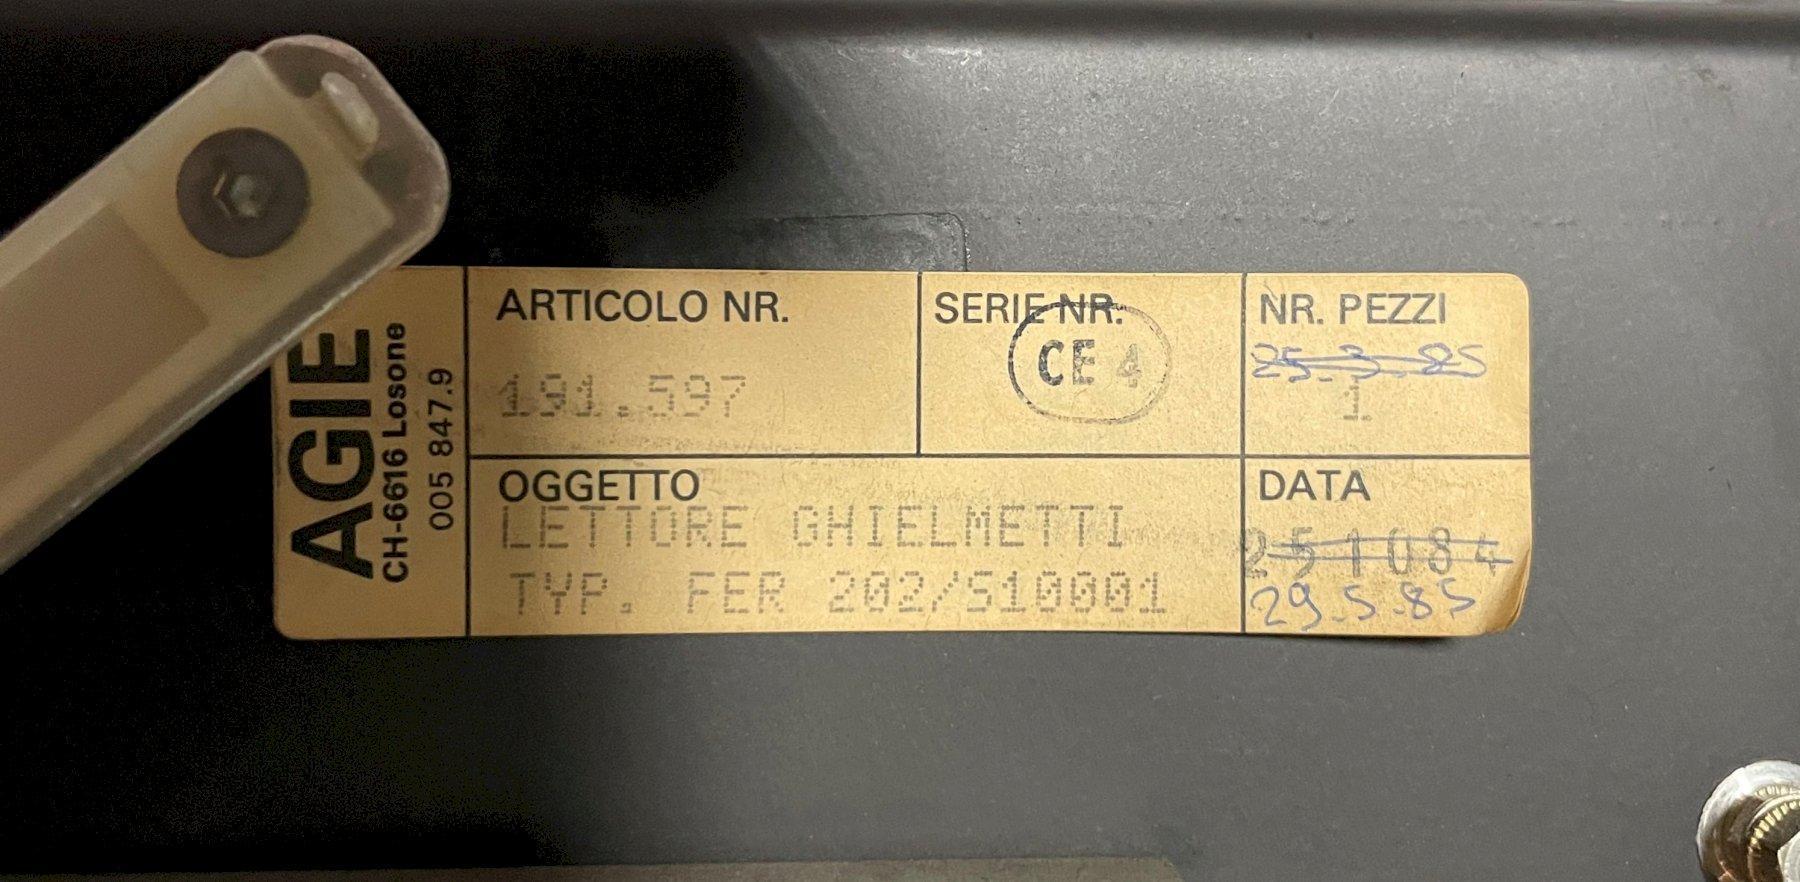 AGIE
CH-6616 Losone
005 847.9
ARTICOLO NR.
191.597
SERIE NR.
CE 4
NR. PEZZI
25.3.85
1
OGGETTO
LETTORE GHIELMETTI
TYP. FER 202/S10001
DATA
251084
29.5.85